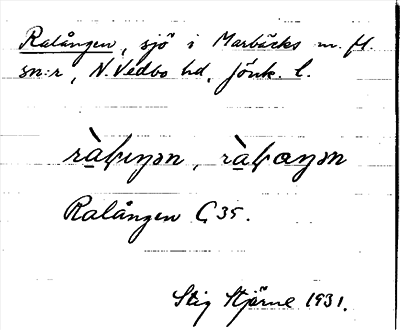 Ralången, sjö i Marbäcks m. fl.
sn:r, N. Vedbo hd, Jönk. l.
Ralången C 35.
Stig Stjärne 1931.